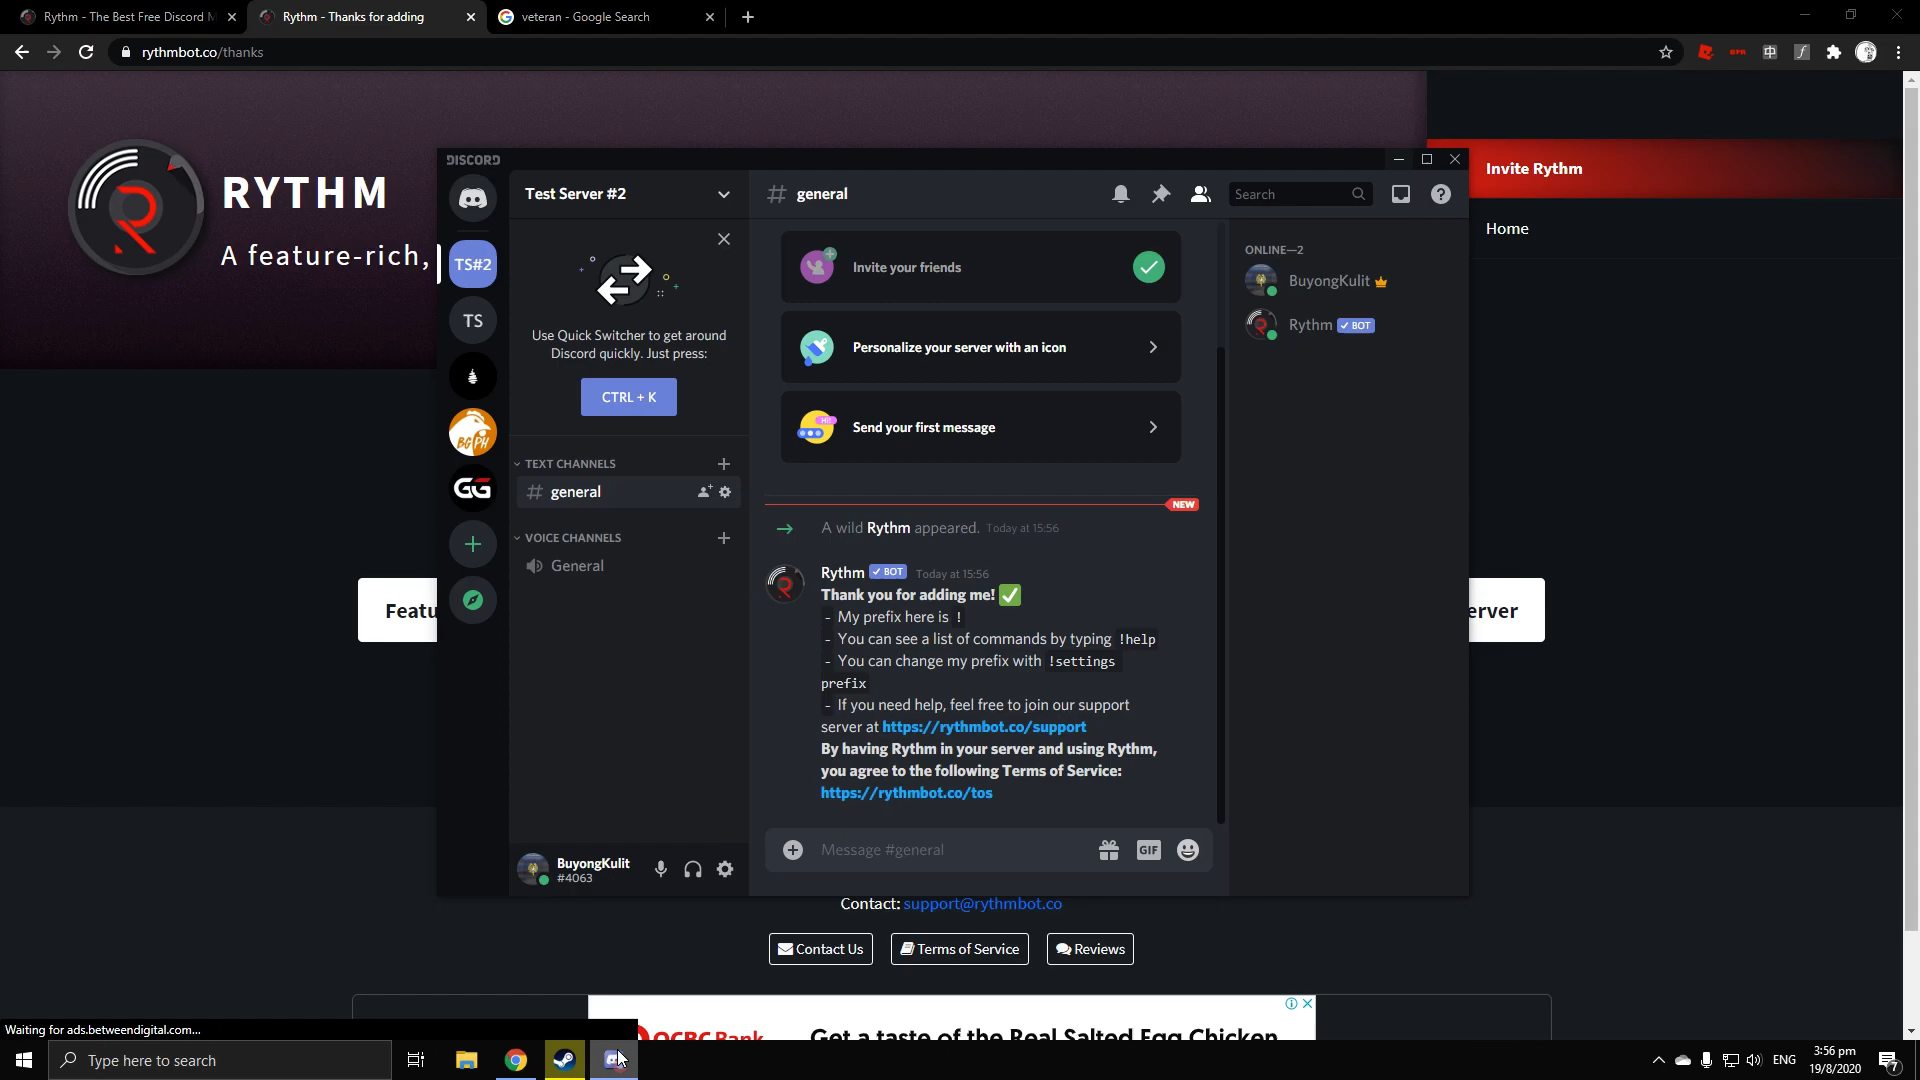 Rythm - The Best Free Discord M
Rythm - Thanks for adding
veteran - Google Search
rythmbot.co/thanks
RYTHM
A feature-rich,
Invite Rythm
Home
Featu
erver
DISCORD
Test Server #2
general
Search
TS#2
TS
BGPH
GG
Use Quick Switcher to get around
Discord quickly. Just press:
CTRL + K
TEXT CHANNELS
general
VOICE CHANNELS
General
BuyongKulit
#4063
Invite your friends
Personalize your server with an icon
Send your first message
NEW
A wild Rythm appeared. Today at 15:56
Rythm BOT Today at 15:56
Thank you for adding me!
- My prefix here is !
- You can see a list of commands by typing !help
- You can change my prefix with !settings
prefix
- If you need help, feel free to join our support
server at https://rythmbot.co/support
By having Rythm in your server and using Rythm,
you agree to the following Terms of Service:
https://rythmbot.co/tos
Message #general
GIF
ONLINE—2
BuyongKulit
Rythm BOT
Contact: support@rythmbot.co
Contact Us
Terms of Service
Reviews
OCBC Bank
Get a taste of the Real Salted Egg Chicken
Waiting for ads.betweendigital.com...
Type here to search
ENG
3:56 pm
19/8/2020
7